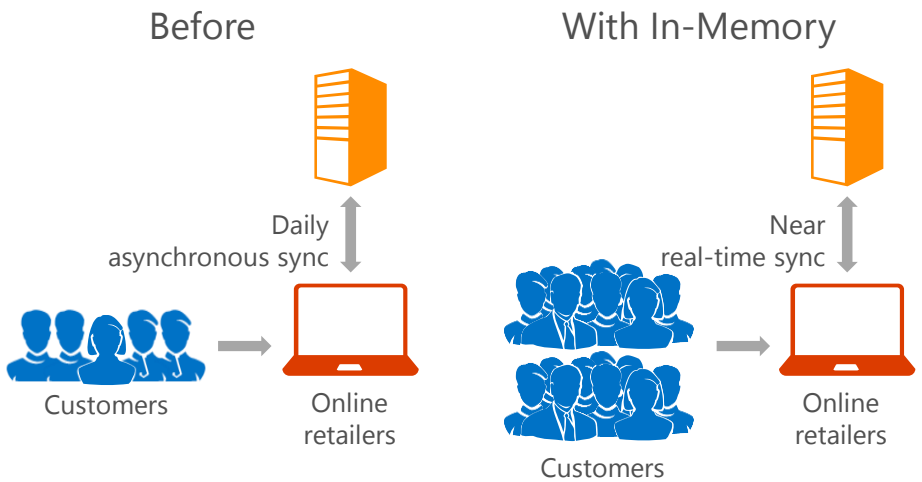 Before
Daily
asynchronous sync
Customers
Online
retailers
With In-Memory
Near
real-time sync
Customers
Online
retailers